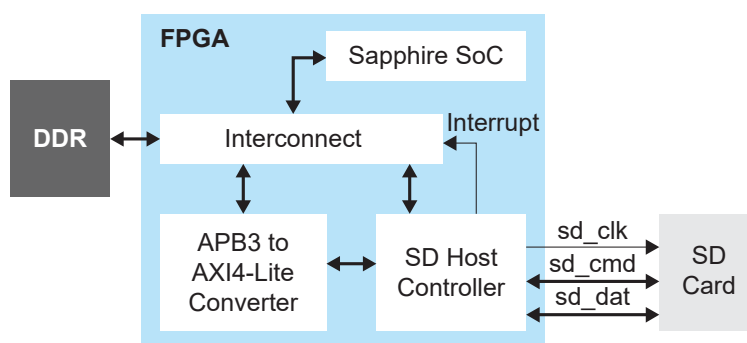 FPGA
Sapphire SoC
DDR
Interconnect
Interrupt
APB3 to
AXI4-Lite
Converter
SD Host
Controller
sd_clk
sd_cmd
sd_dat
SD
Card